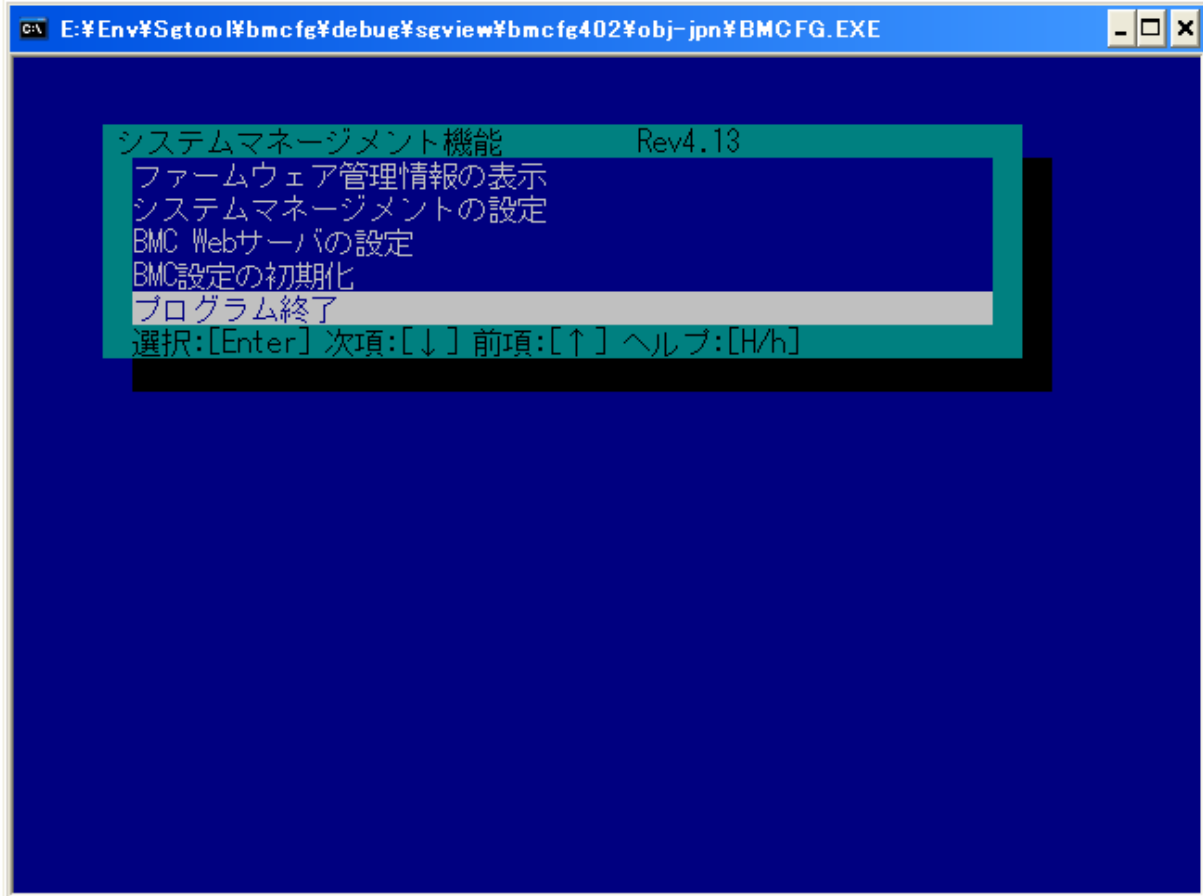 E:¥Env¥Sgtool¥bmcfg¥debug¥sgview¥bmcfg402¥obj-jpn¥BMCFG.EXE
システムマネージメント機能 Rev4.13
ファームウェア管理情報の表示
システムマネージメントの設定
BMC Webサーバの設定
BMC設定の初期化
プログラム終了
選択:[Enter] 次項:[↓] 前項:[↑] ヘルプ:[H/h]